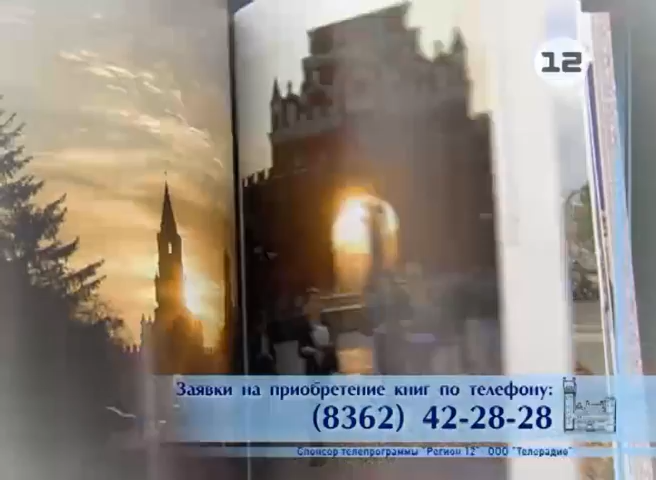 12
Заявки на приобретение книг по телефону:
(8362) 42-28-28
Спонсор телепрограммы "Регион 12" ООО "Телерадио"